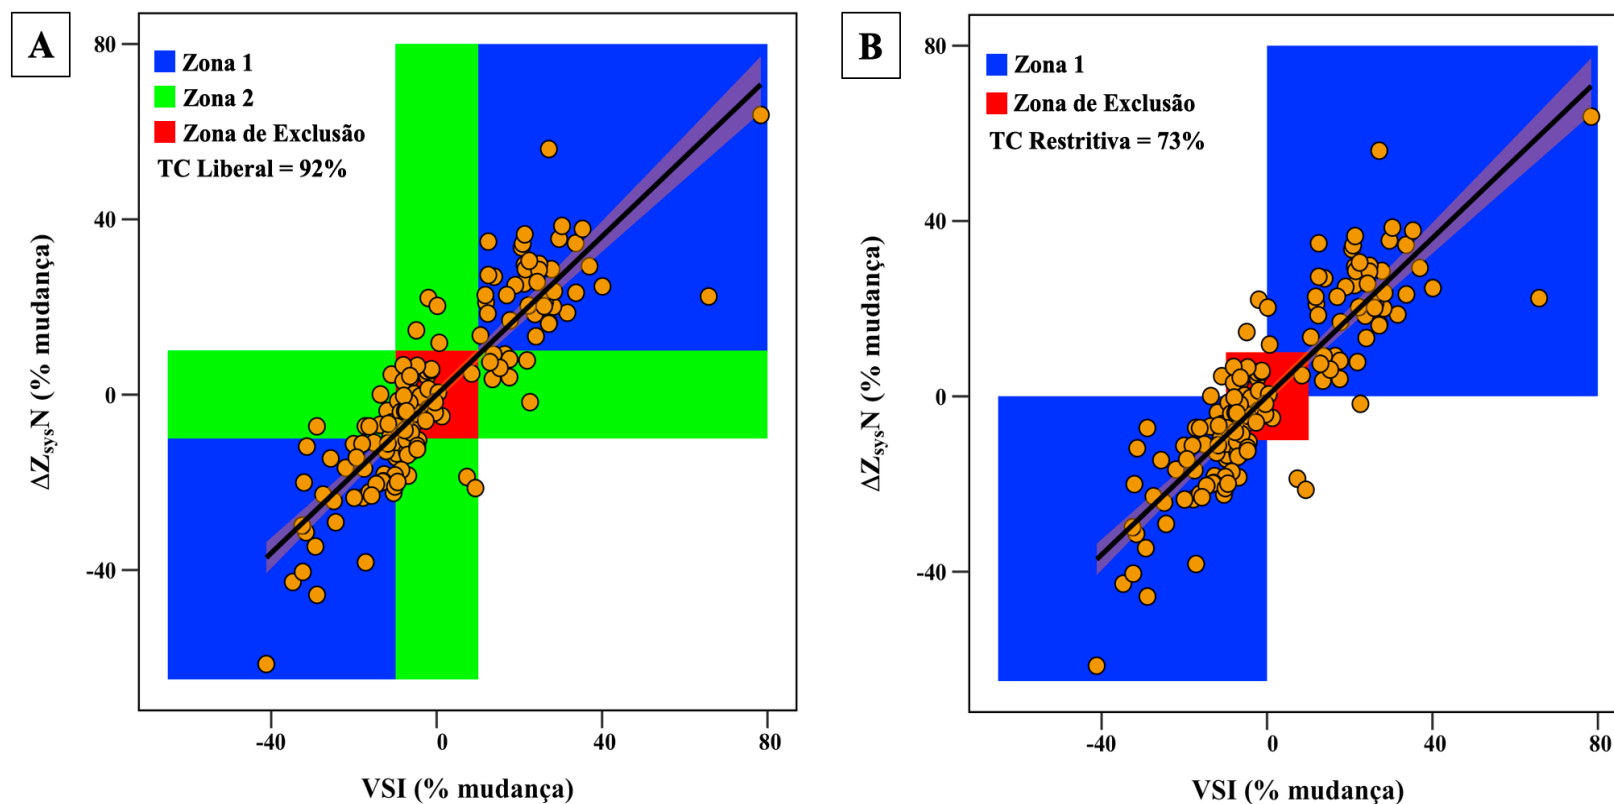 A
80
40
0
-40
Zona 1
Zona 2
Zona de Exclusão
TC Liberal = 92%
ΔZsysN (% mudança)
-40 0 40 80
VSI (% mudança)
B
80
40
0
-40
Zona 1
Zona de Exclusão
TC Restritiva = 73%
ΔZsysN (% mudança)
-40 0 40 80
VSI (% mudança)